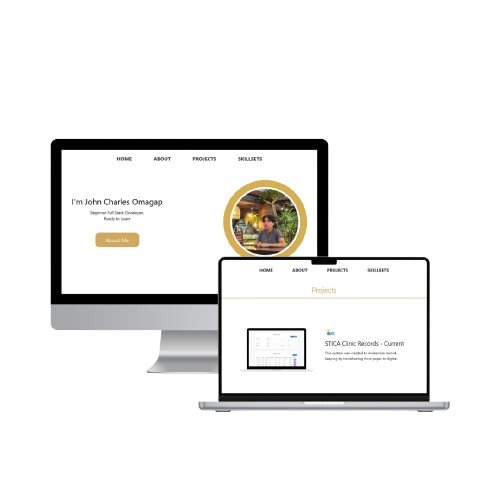 HOME ABOUT PROJECTS SKILLSETS
I'm John Charles Omagap
Beginner Full Stack Developer,
Ready to Learn
About Me
HOME ABOUT PROJECTS SKILLSETS
Projects
STICA Clinic Records - Current
This system was created to modernize record-
keeping by transitioning from paper to digital